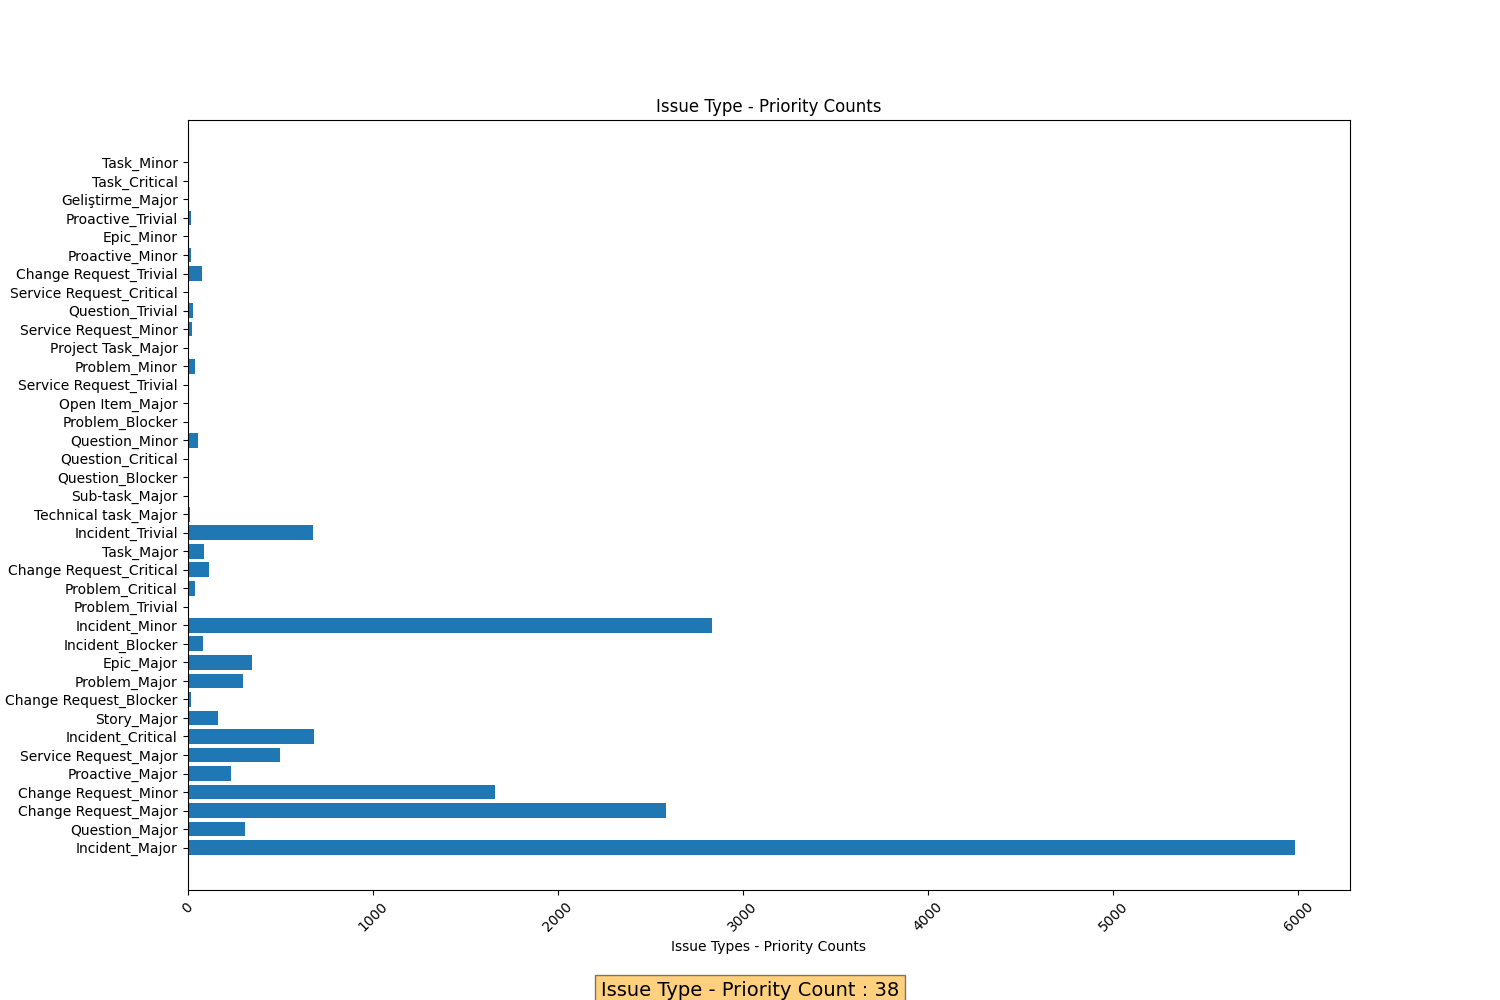 Issue Type - Priority Counts
Task_Minor
Task_Critical
Geliştirme_Major
Proactive_Trivial
Epic_Minor
Proactive_Minor
Change Request_Trivial
Service Request_Critical
Question_Trivial
Service Request_Minor
Project Task_Major
Problem_Minor
Service Request_Trivial
Open Item_Major
Problem_Blocker
Question_Minor
Question_Critical
Question_Blocker
Sub-task_Major
Technical task_Major
Incident_Trivial
Task_Major
Change Request_Critical
Problem_Critical
Problem_Trivial
Incident_Minor
Incident_Blocker
Epic_Major
Problem_Major
Change Request_Blocker
Story_Major
Incident_Critical
Service Request_Major
Proactive_Major
Change Request_Minor
Change Request_Major
Question_Major
Incident_Major
0 1000 2000 3000 4000 5000 6000
Issue Types - Priority Counts
Issue Type - Priority Count : 38